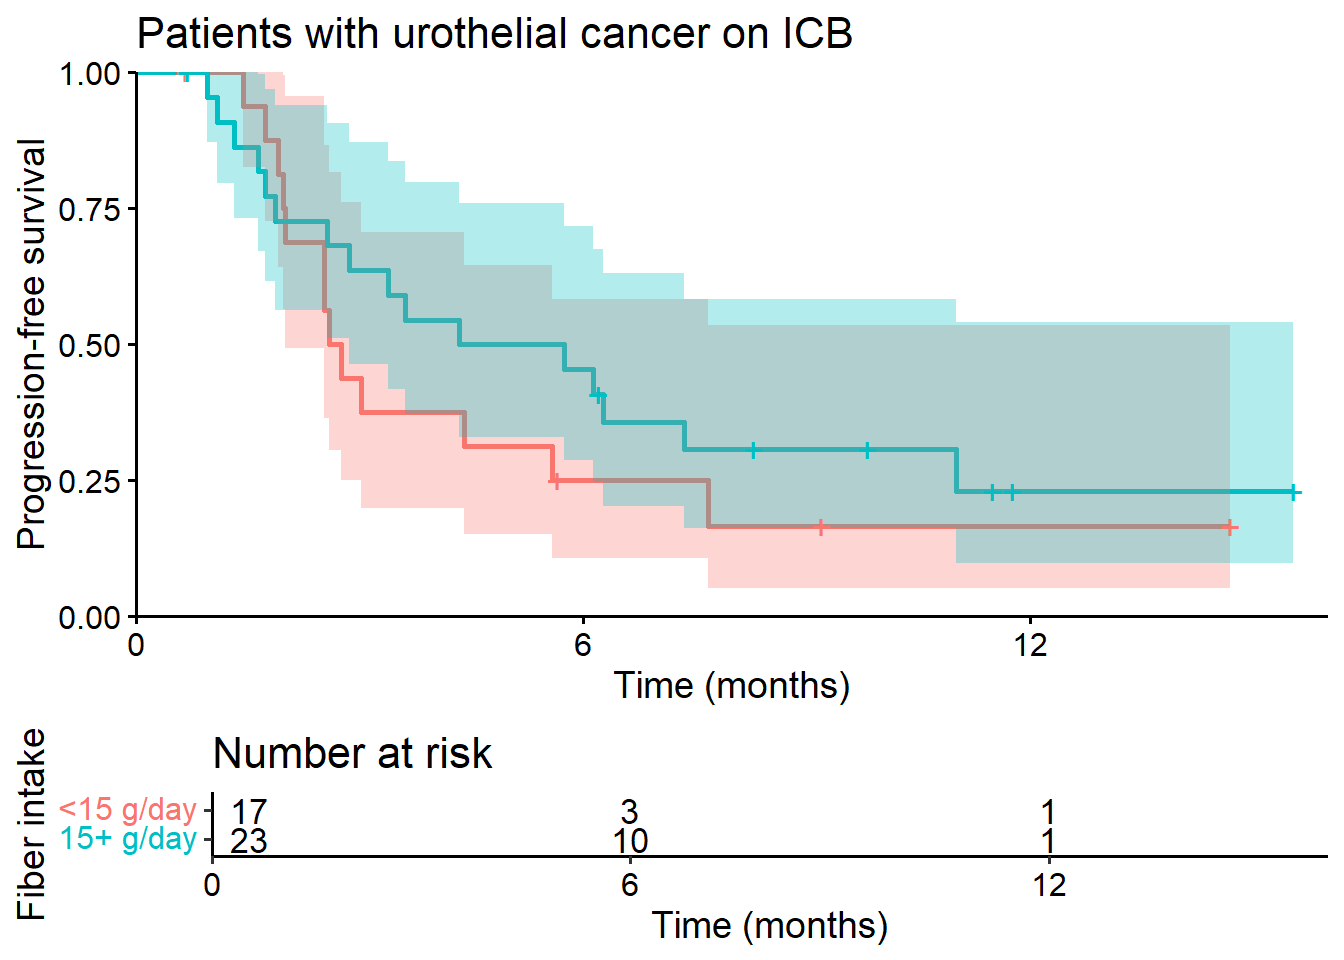 Patients with urothelial cancer on ICB
Progression-free survival
1.00
0.75
0.50
0.25
0.00
0 6 12
Time (months)
Number at risk
Fiber intake
<15 g/day 17 3 1
15+ g/day 23 10 1
0 6 12
Time (months)